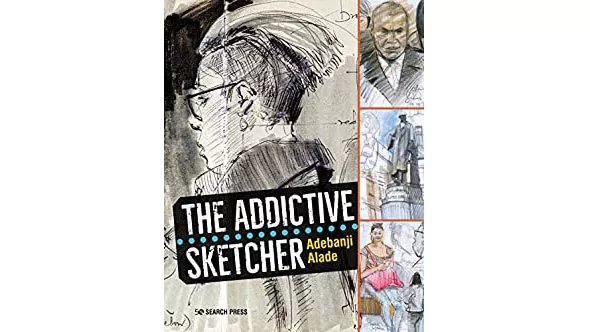 THE ADDICTIVE
SKETCHER
Adebanji
Alade
SEARCH PRESS